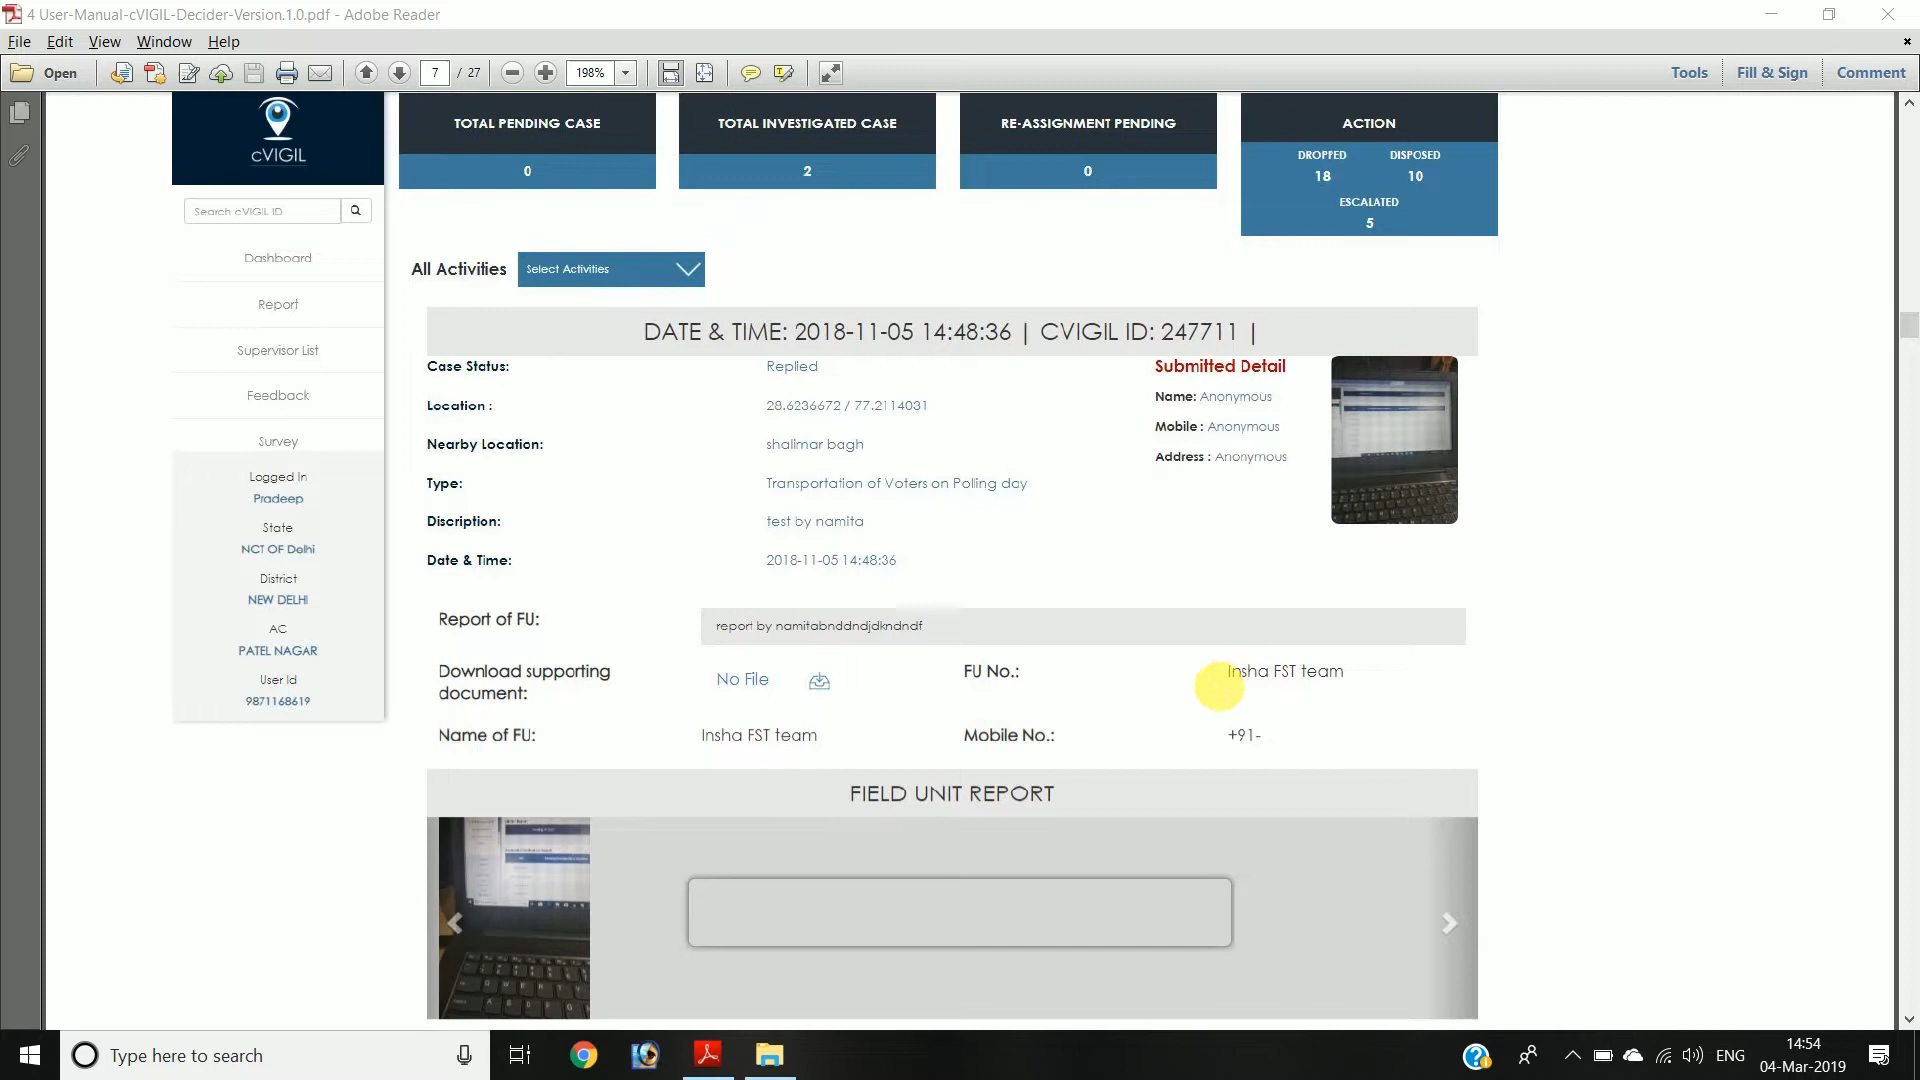 4 User-Manual-cVIGIL-Decider-Version.1.0.pdf - Adobe Reader
File Edit View Window Help
Open 7 / 27 198% Tools Fill & Sign Comment
cVIGIL
TOTAL PENDING CASE
0
TOTAL INVESTIGATED CASE
2
RE-ASSIGNMENT PENDING
0
ACTION
DROPPED DISPOSED
18 10
ESCALATED
5
Search cVIGIL ID
Dashboard
Report
Supervisor List
Feedback
Survey
Logged In
Pradeep
State
NCT OF Delhi
District
NEW DELHI
AC
PATEL NAGAR
User Id
9871168619
All Activities Select Activities
DATE & TIME: 2018-11-05 14:48:36 | CVIGIL ID: 247711 |
Case Status: Replied
Location : 28.6236672 / 77.2114031
Nearby Location: shalimar bagh
Type: Transportation of Voters on Polling day
Discription: test by namita
Date & Time: 2018-11-05 14:48:36
Submitted Detail
Name: Anonymous
Mobile : Anonymous
Address : Anonymous
Report of FU: report by namitabnddndjdkndndf
Download supporting
document: No File
FU No.: Insha FST team
Name of FU: Insha FST team
Mobile No.: +91-
FIELD UNIT REPORT
Type here to search
ENG
14:54
04-Mar-2019